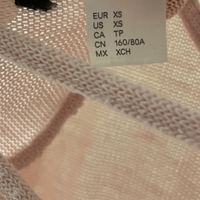 EUR XS
US XS
CA TP
CN 160/80A
MX XCH